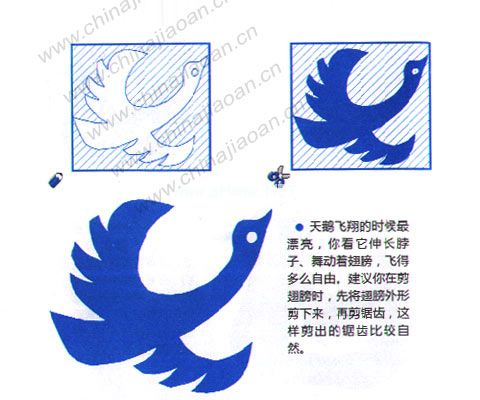 www.chinajiaoan.cn
www.chinajiaoan.cn
www.chinajiaoan.cn
● 天鹅飞翔的时候最
漂亮，你看它伸长脖
子、舞动着翅膀，飞得
多么自由。建议你在剪
翅膀时，先将翅膀外形
剪下来，再剪锯齿，这
样剪出的锯齿比较自
然。